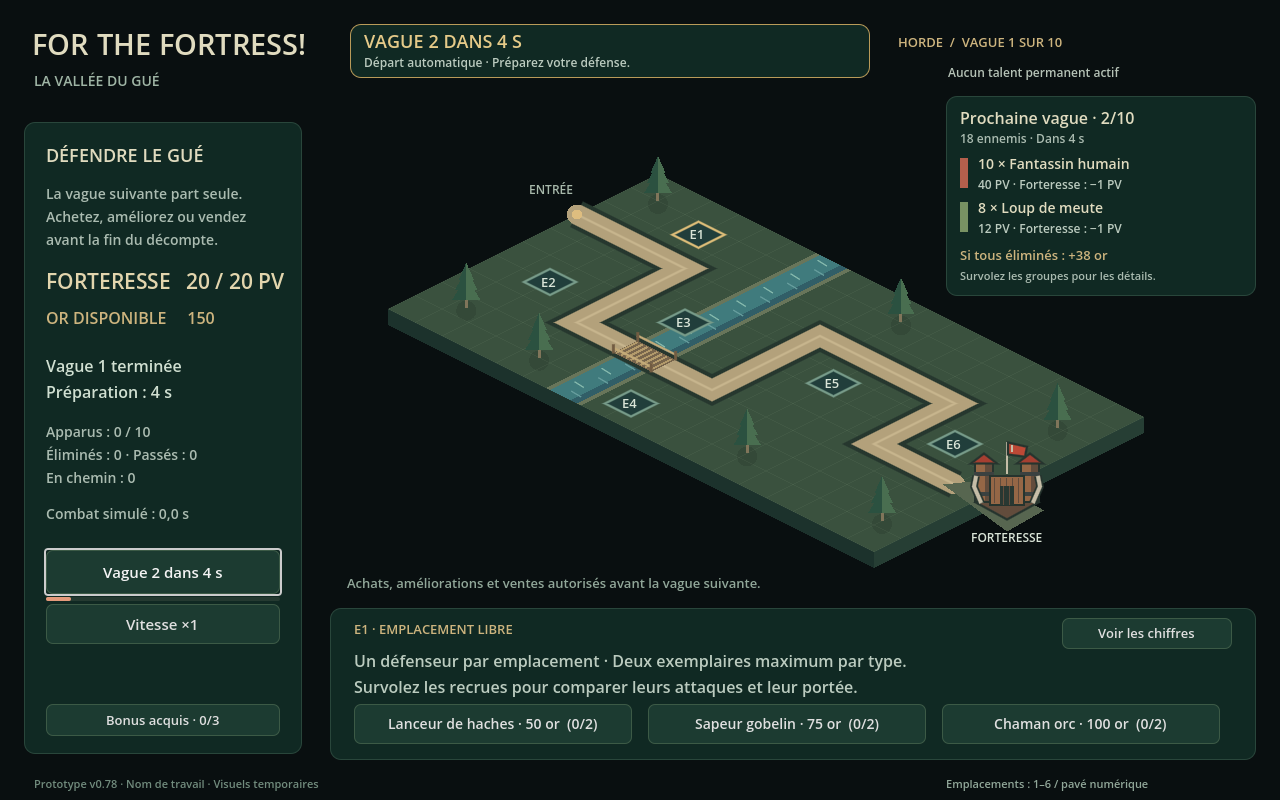 FOR THE FORTRESS!
LA VALLÉE DU GUÉ
VAGUE 2 DANS 4 S
Départ automatique · Préparez votre défense.
HORDE / VAGUE 1 SUR 10
Aucun talent permanent actif
Prochaine vague · 2/10
18 ennemis · Dans 4 s
10 × Fantassin humain
40 PV · Forteresse : −1 PV
8 × Loup de meute
12 PV · Forteresse : −1 PV
Si tous éliminés : +38 or
Survolez les groupes pour les détails.
DÉFENDRE LE GUÉ
La vague suivante part seule.
Achetez, améliorez ou vendez
avant la fin du décompte.
FORTERESSE 20 / 20 PV
OR DISPONIBLE 150
Vague 1 terminée
Préparation : 4 s
Apparus : 0 / 10
Éliminés : 0 · Passés : 0
En chemin : 0
Combat simulé : 0,0 s
Vague 2 dans 4 s
Vitesse ×1
Bonus acquis · 0/3
ENTRÉE
E1
E2
E3
E4
E5
E6
FORTERESSE
Achats, améliorations et ventes autorisés avant la vague suivante.
E1 · EMPLACEMENT LIBRE
Voir les chiffres
Un défenseur par emplacement · Deux exemplaires maximum par type.
Survolez les recrues pour comparer leurs attaques et leur portée.
Lanceur de haches · 50 or (0/2)
Sapeur gobelin · 75 or (0/2)
Chaman orc · 100 or (0/2)
Prototype v0.78 · Nom de travail · Visuels temporaires
Emplacements : 1–6 / pavé numérique